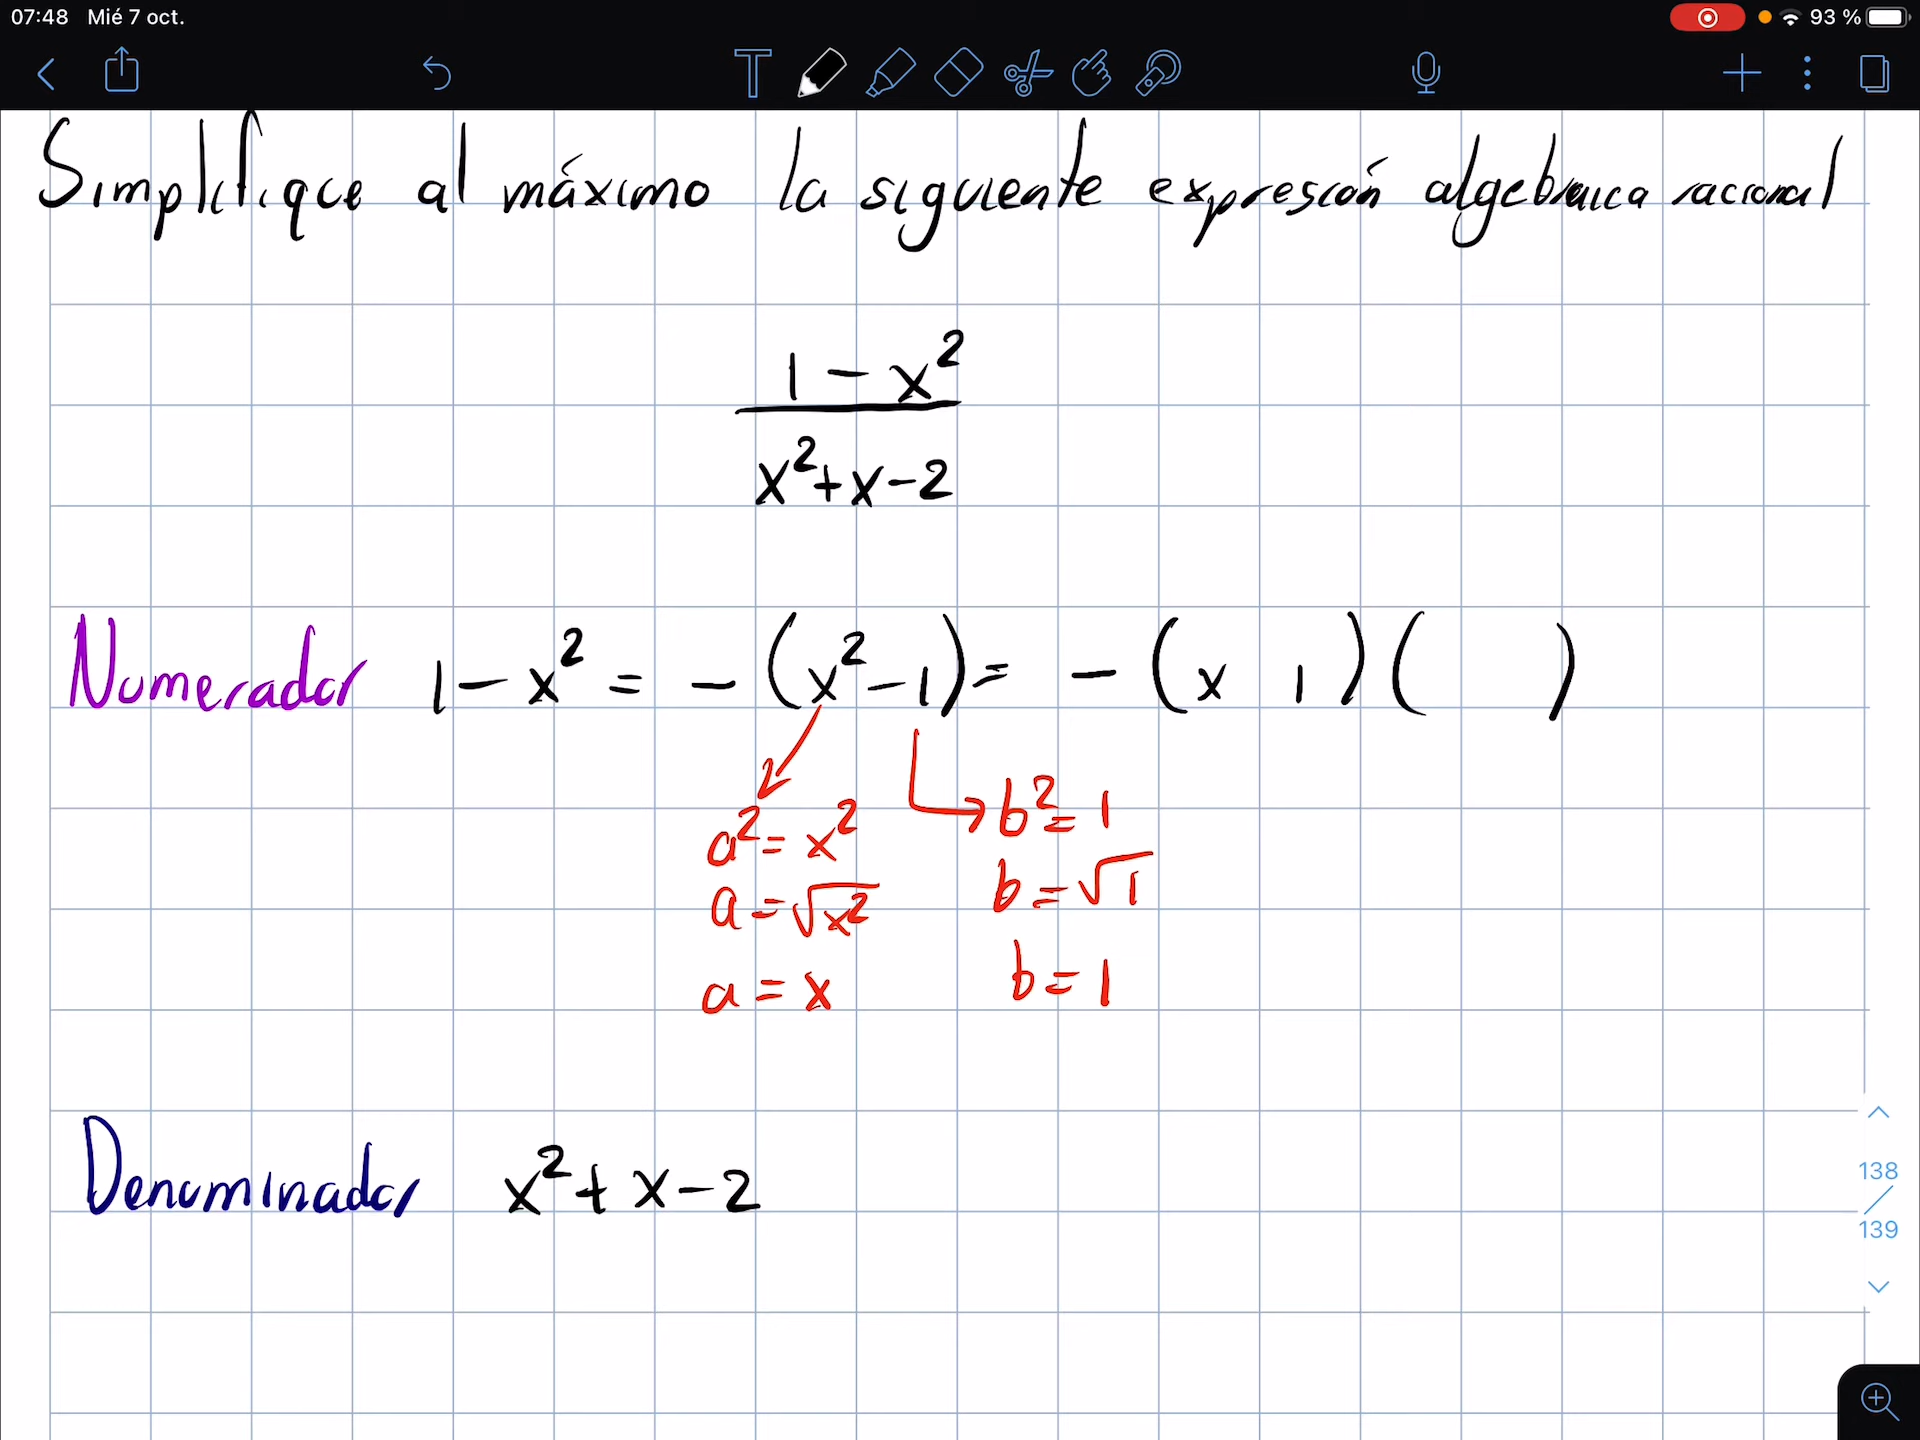 07:48 Mié 7 oct. 93 %
T
Simplifique al máximo la siguiente expresión algebraica racional
1 - x²
x² + x - 2
Numerador 1 - x² = - (x² - 1) = - (x 1) ( )
a² = x² b² = 1
a = √x² b = √1
a = x b = 1
Denominador x² + x - 2
138
/
139